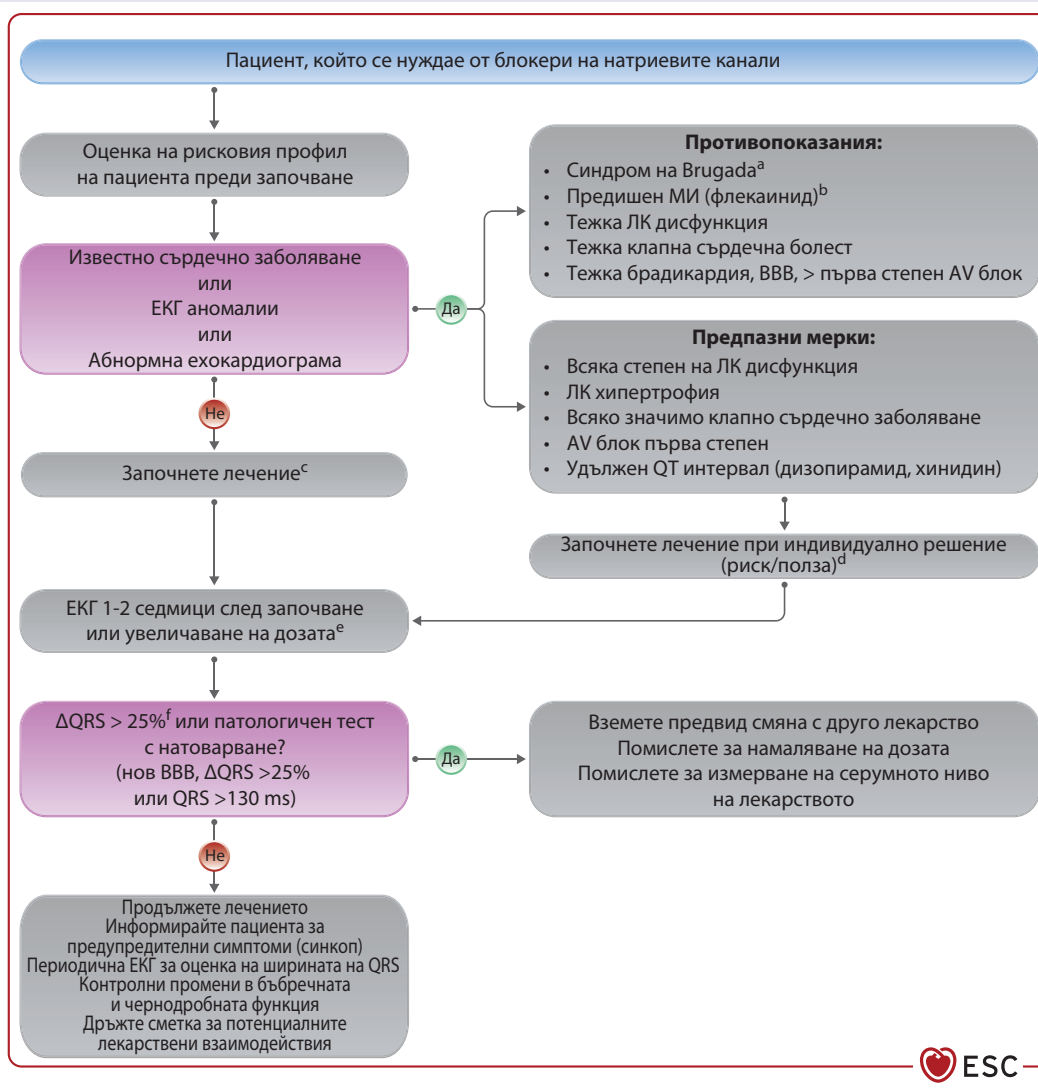 Пациент, който се нуждае от блокери на натриевите канали
Оценка на рисковия профил
на пациента преди започване
Известно сърдечно заболяване
или
ЕКГ аномалии
или
Абнормна ехокардиограма
Да
Противопоказания:
• Синдром на Brugadaᵃ
• Предишен МИ (флекаинид)ᵇ
• Тежка ЛК дисфункция
• Тежка клапна сърдечна болест
• Тежка брадикардия, BBB, > първа степен AV блок
Предпазни мерки:
• Всяка степен на ЛК дисфункция
• ЛК хипертрофия
• Всяко значимо клапно сърдечно заболяване
• AV блок първа степен
• Удължен QT интервал (дизопирамид, хинидин)
Не
Започнете лечениеᶜ
Започнете лечение при индивидуално решение
(риск/полза)ᵈ
ЕКГ 1-2 седмици след започване
или увеличаване на дозатаᵉ
ΔQRS > 25%ᶠ или патологичен тест
с натоварване?
(нов BBB, ΔQRS >25%
или QRS >130 ms)
Да
Вземете предвид смяна с друго лекарство
Помислете за намаляване на дозата
Помислете за измерване на серумното ниво
на лекарството
Не
Продължете лечението
Информирайте пациента за
предупредителни симптоми (синкоп)
Периодична ЕКГ за оценка на ширината на QRS
Контролни промени в бъбречната
и чернодробната функция
Дръжте сметка за потенциалните
лекарствени взаимодействия
ESC